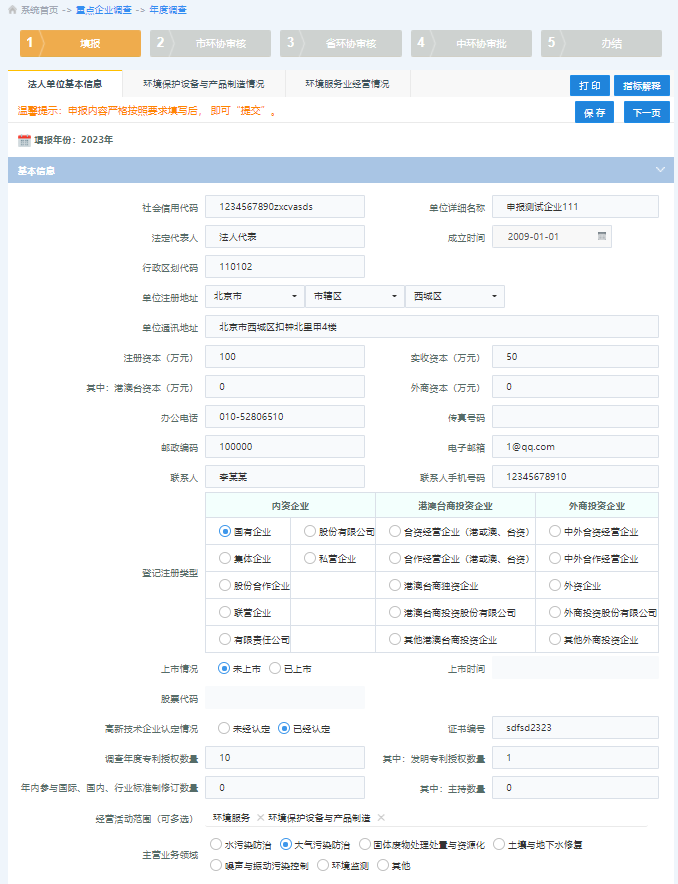 系统首页 -> 重点企业调查 -> 年度调查
1 填报 2 市环协审核 3 省环协审核 4 中环协审批 5 办结
法人单位基本信息 环境保护设备与产品制造情况 环境服务业经营情况 打 印 指标解释
温馨提示：申报内容严格按照要求填写后，即可“提交”。 保 存 下一页
填报年份：2023年
基本信息
社会信用代码 1234567890zxcvasds 单位详细名称 申报测试企业111
法定代表人 法人代表 成立时间 2009-01-01
行政区划代码 110102
单位注册地址 北京市 市辖区 西城区
单位通讯地址 北京市西城区扣钟北里甲4楼
注册资本（万元） 100 实收资本（万元） 50
其中：港澳台资本（万元） 0 外商资本（万元） 0
办公电话 010-52806510 传真号码
邮政编码 100000 电子邮箱 1@qq.com
联系人 李某某 联系人手机号码 12345678910
内资企业 港澳台商投资企业 外商投资企业
国有企业 股份有限公司 合资经营企业（港或澳、台资） 中外合资经营企业
集体企业 私营企业 合作经营企业（港或澳、台资） 中外合作经营企业
登记注册类型 股份合作企业 港澳台商独资企业 外资企业
联营企业 港澳台商投资股份有限公司 外商投资股份有限公司
有限责任公司 其他港澳台商投资企业 其他外商投资企业
上市情况 未上市 已上市 上市时间
股票代码
高新技术企业认定情况 未经认定 已经认定 证书编号 sdfsd2323
调查年度专利授权数量 10 其中：发明专利授权数量 1
年内参与国际、国内、行业标准制修订数量 0 其中：主持数量 0
经营活动范围（可多选） 环境服务 × 环境保护设备与产品制造 ×
主营业务领域 水污染防治 大气污染防治 固体废物处理处置与资源化 土壤与地下水修复
噪声与振动污染控制 环境监测 其他